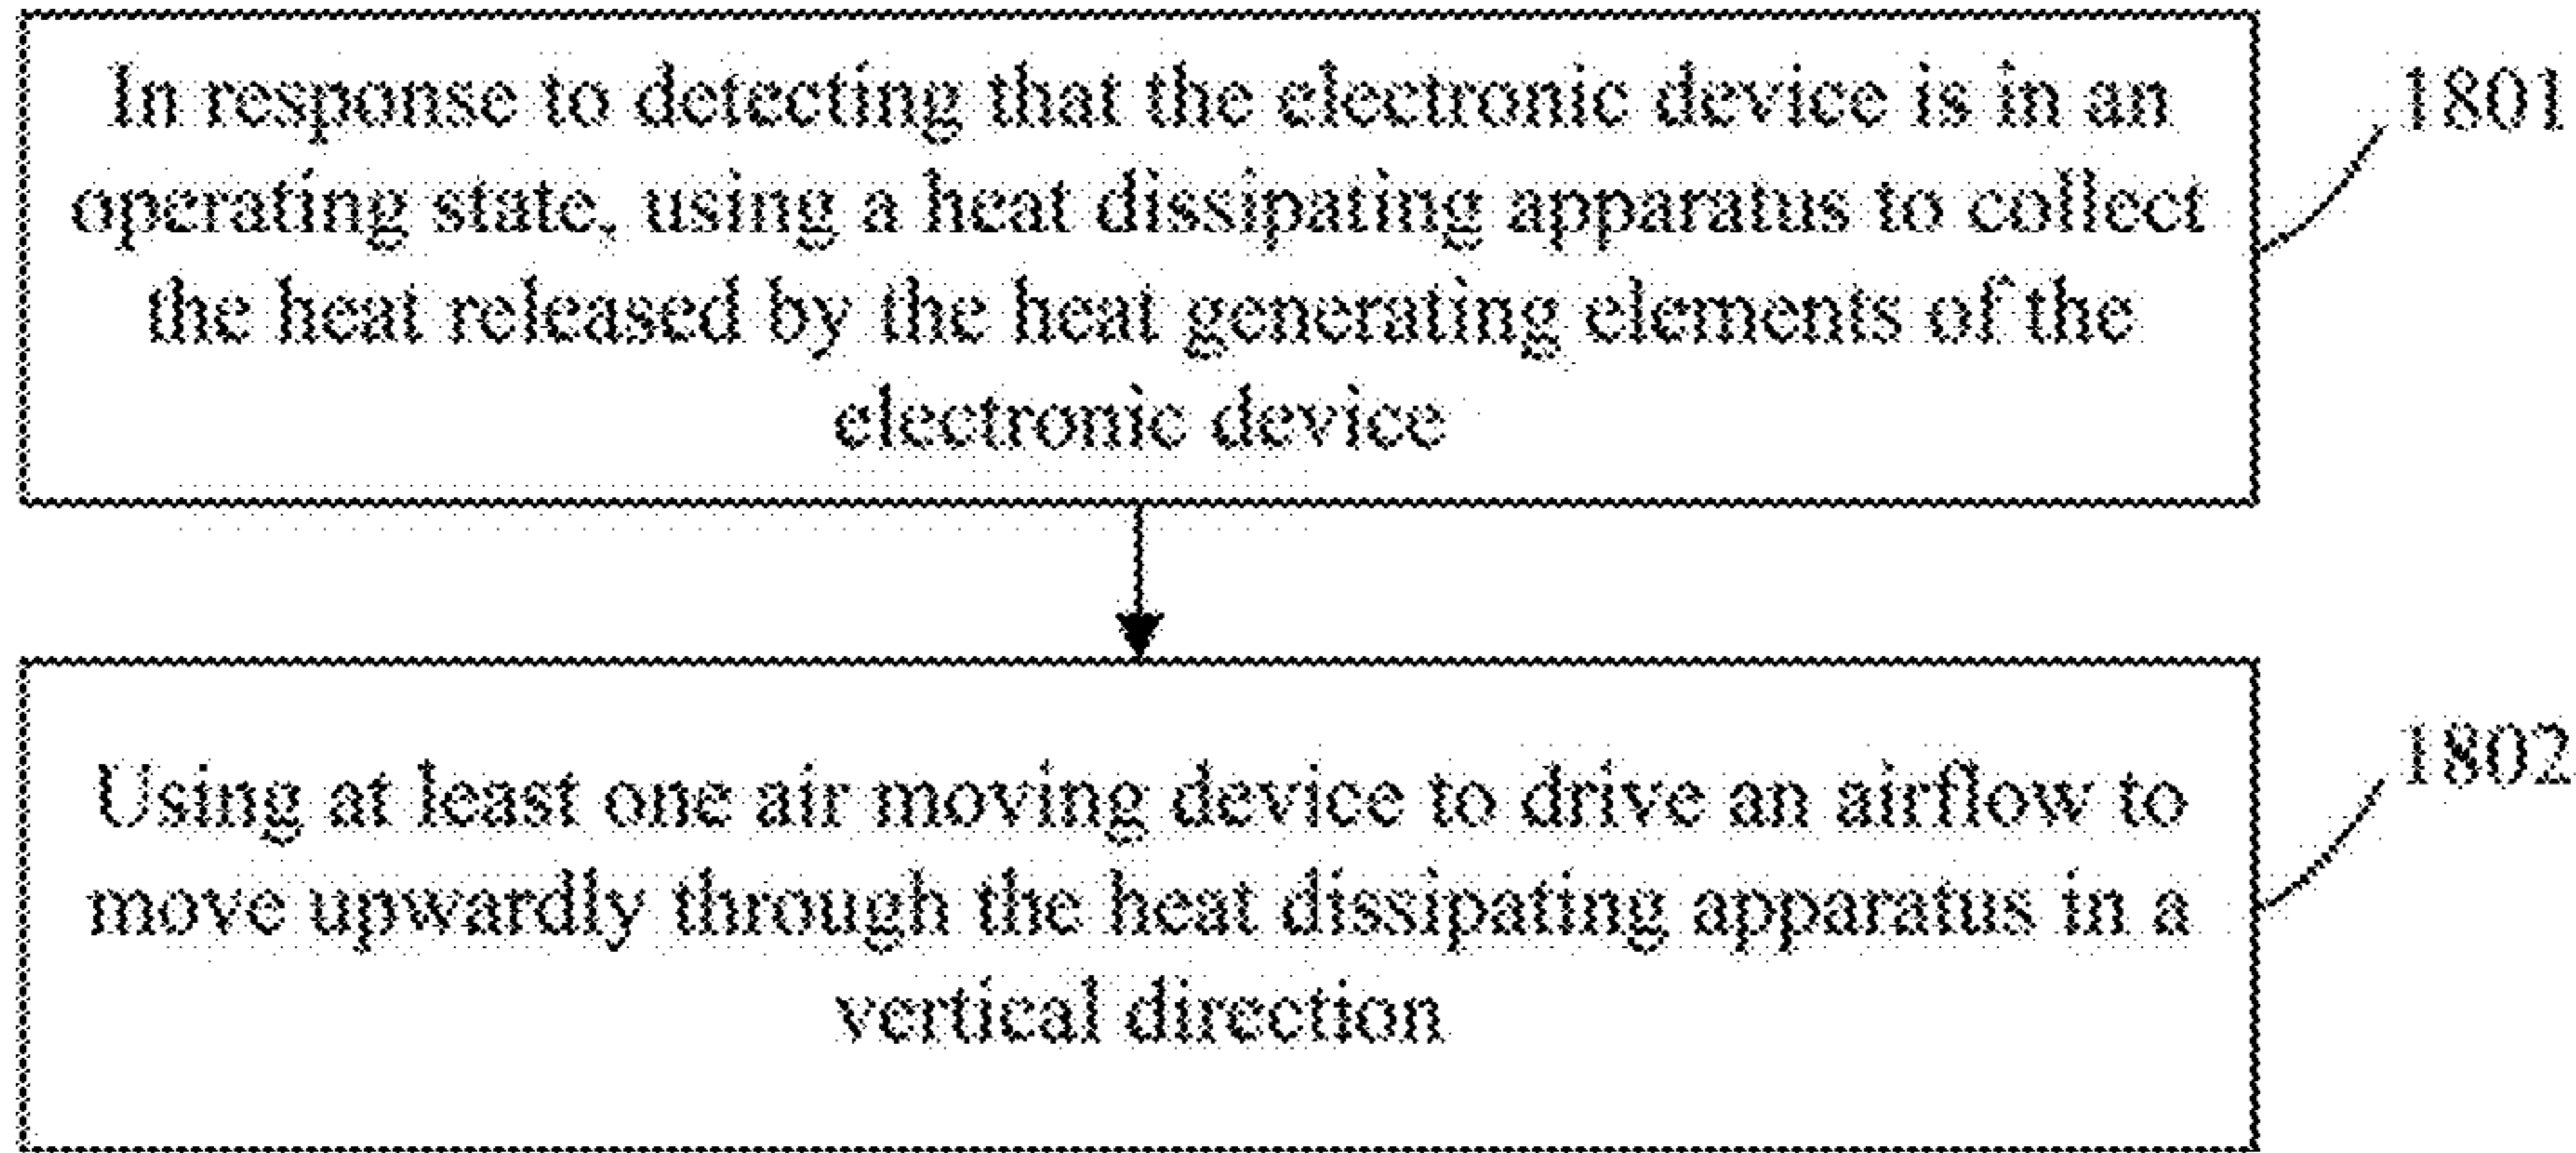 In response to detecting that the electronic device is in an
operating state, using a heat dissipating apparatus to collect
the heat released by the heat generating elements of the
electronic device
1801
Using at least one air moving device to drive an airflow to
move upwardly through the heat dissipating apparatus in a
vertical direction
1802